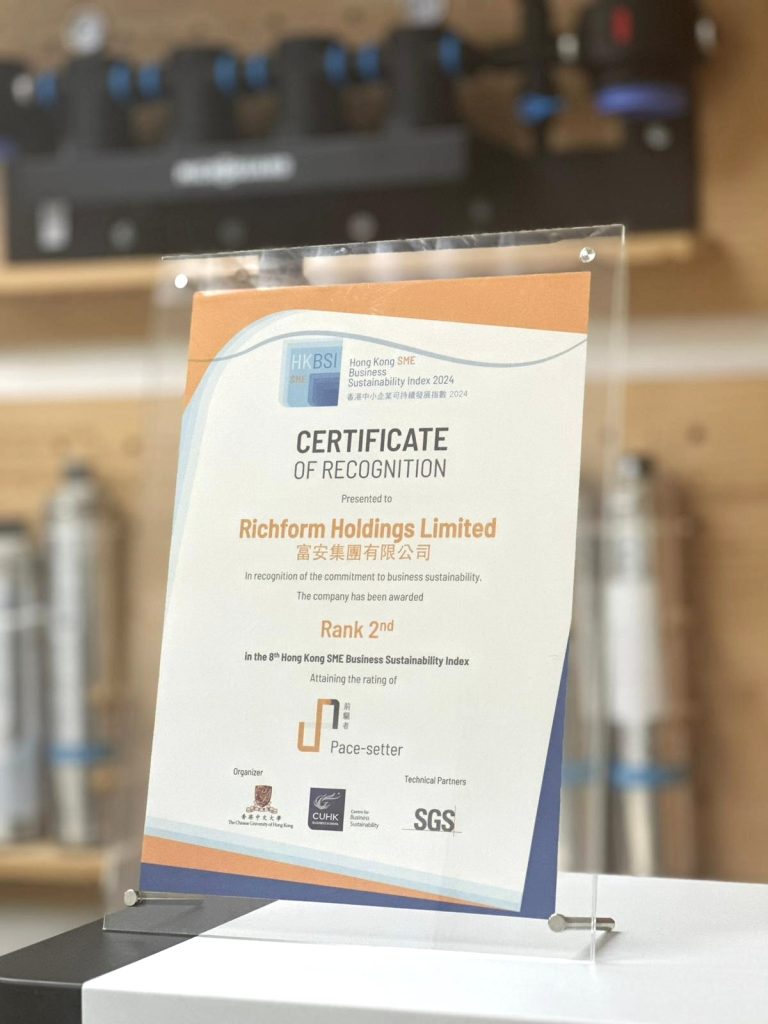 HKBSI
SME
Hong Kong SME
Business
Sustainability Index 2024
香港中小企業可持續發展指數 2024
CERTIFICATE
OF RECOGNITION
Presented to
Richform Holdings Limited
富安集團有限公司
In recognition of the commitment to business sustainability.
The company has been awarded
Rank 2nd
in the 8th Hong Kong SME Business Sustainability Index
Attaining the rating of
前驅者
Pace-setter
Organizer
Technical Partners
香港中文大學
The Chinese University of Hong Kong
CUHK
BUSINESS SCHOOL
Centre for
Business
Sustainability
SGS